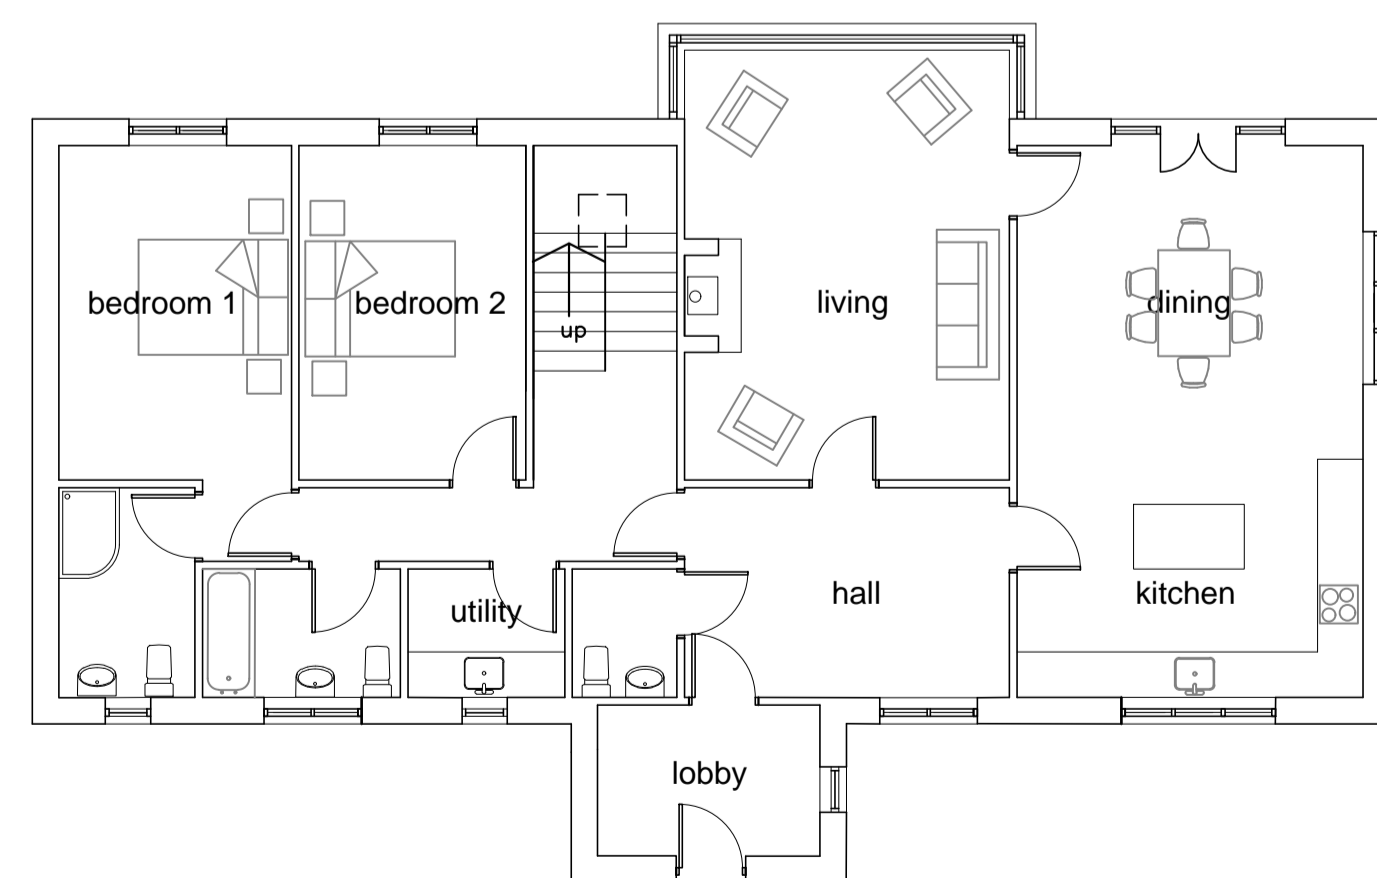 bedroom 1
bedroom 2
up
living
dining
utility
hall
kitchen
lobby